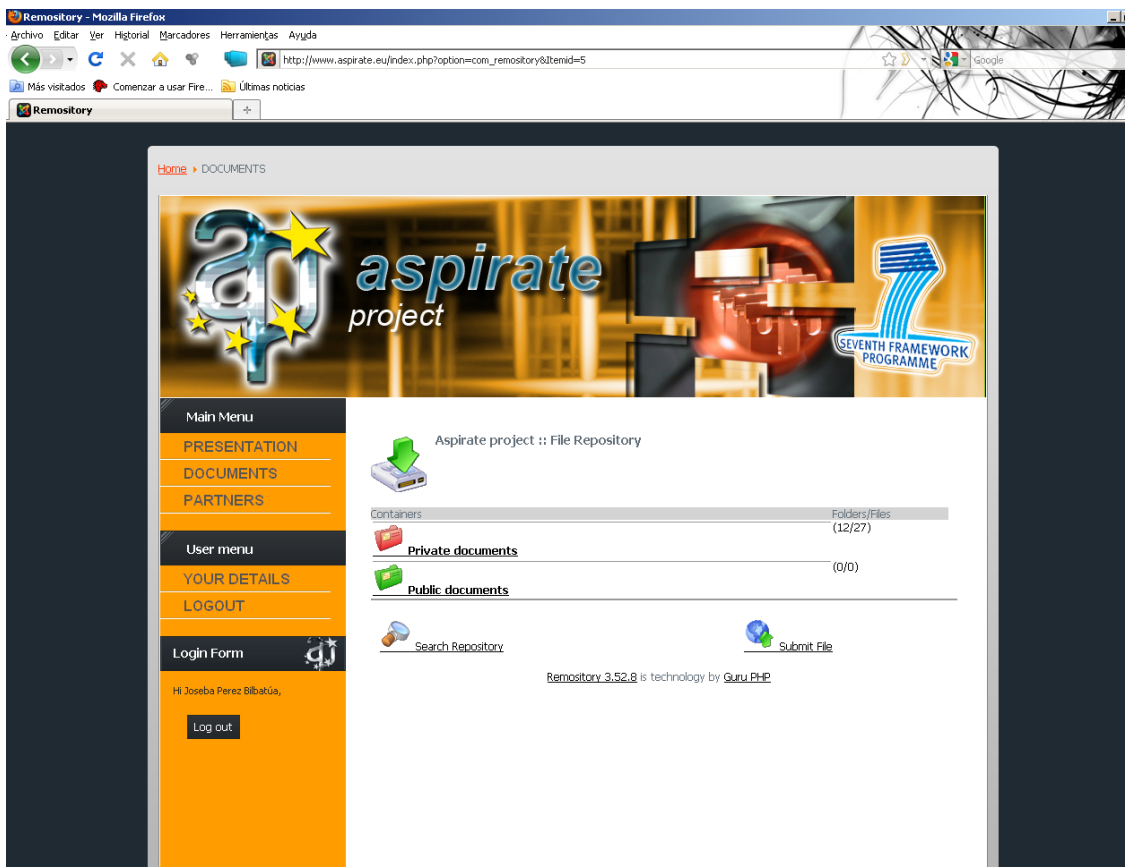 Remository - Mozilla Firefox
Archivo Editar Ver Historial Marcadores Herramientas Ayuda
http://www.aspirate.eu/index.php?option=com_remository&Itemid=5
Google
Más visitados Comenzar a usar Fire... Últimas noticias
Remository
Home DOCUMENTS
ap
aspirate
project
7
SEVENTH FRAMEWORK
PROGRAMME
Main Menu
PRESENTATION
DOCUMENTS
PARTNERS
User menu
YOUR DETAILS
LOGOUT
Login Form
Hi Joseba Perez Bilbatúa,
Log out
Aspirate project :: File Repository
Containers Folders/Files
Private documents (12/27)
Public documents (0/0)
Search Repository Submit File
Remository 3.52.8 is technology by Guru PHP